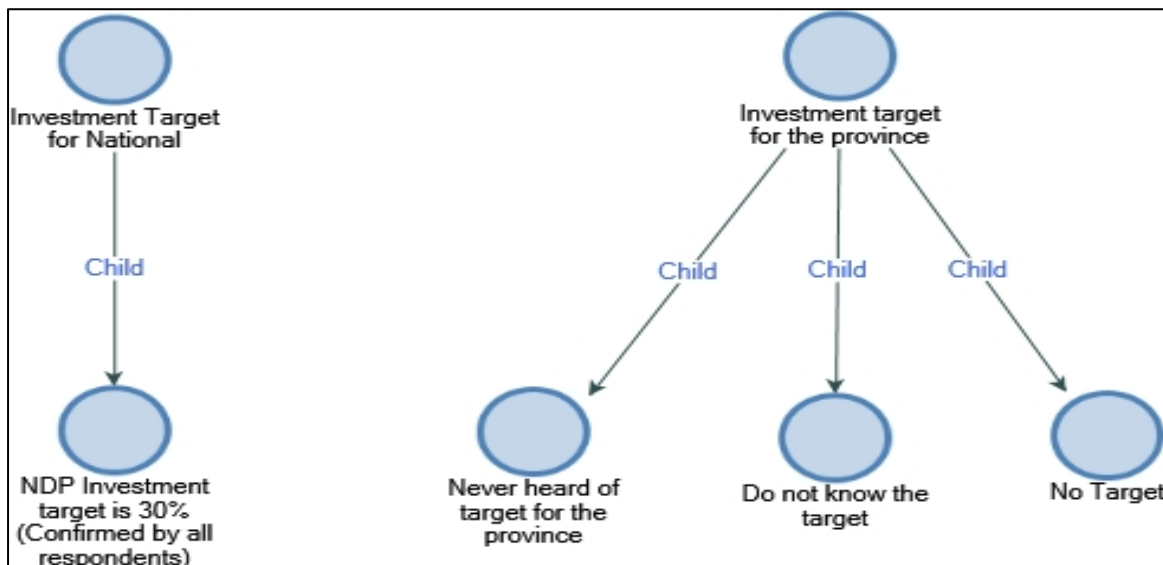 Investment Target
for National
Investment target
for the province
Child
Child
Child
Child
NDP Investment
target is 30%
(Confirmed by all
respondents)
Never heard of
target for the
province
Do not know the
target
No Target